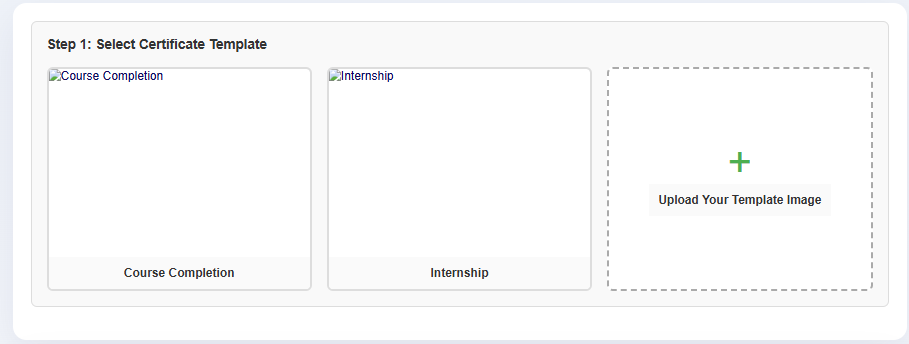 Step 1: Select Certificate Template
Course Completion
Internship
+
Upload Your Template Image
Course Completion
Internship